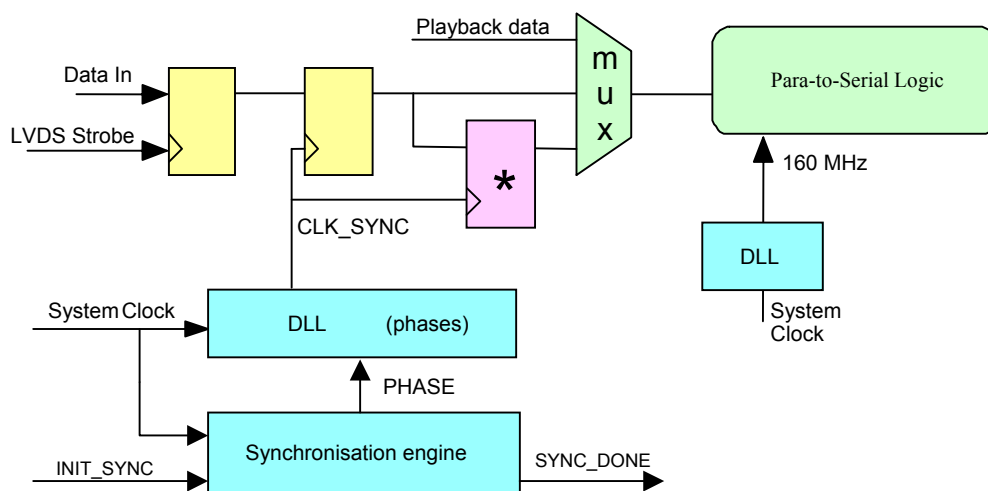 Playback data
Data In
LVDS Strobe
m
u
x
Para-to-Serial Logic
*
160 MHz
CLK_SYNC
DLL
System Clock
DLL (phases)
System
Clock
PHASE
Synchronisation engine
INIT_SYNC
SYNC_DONE